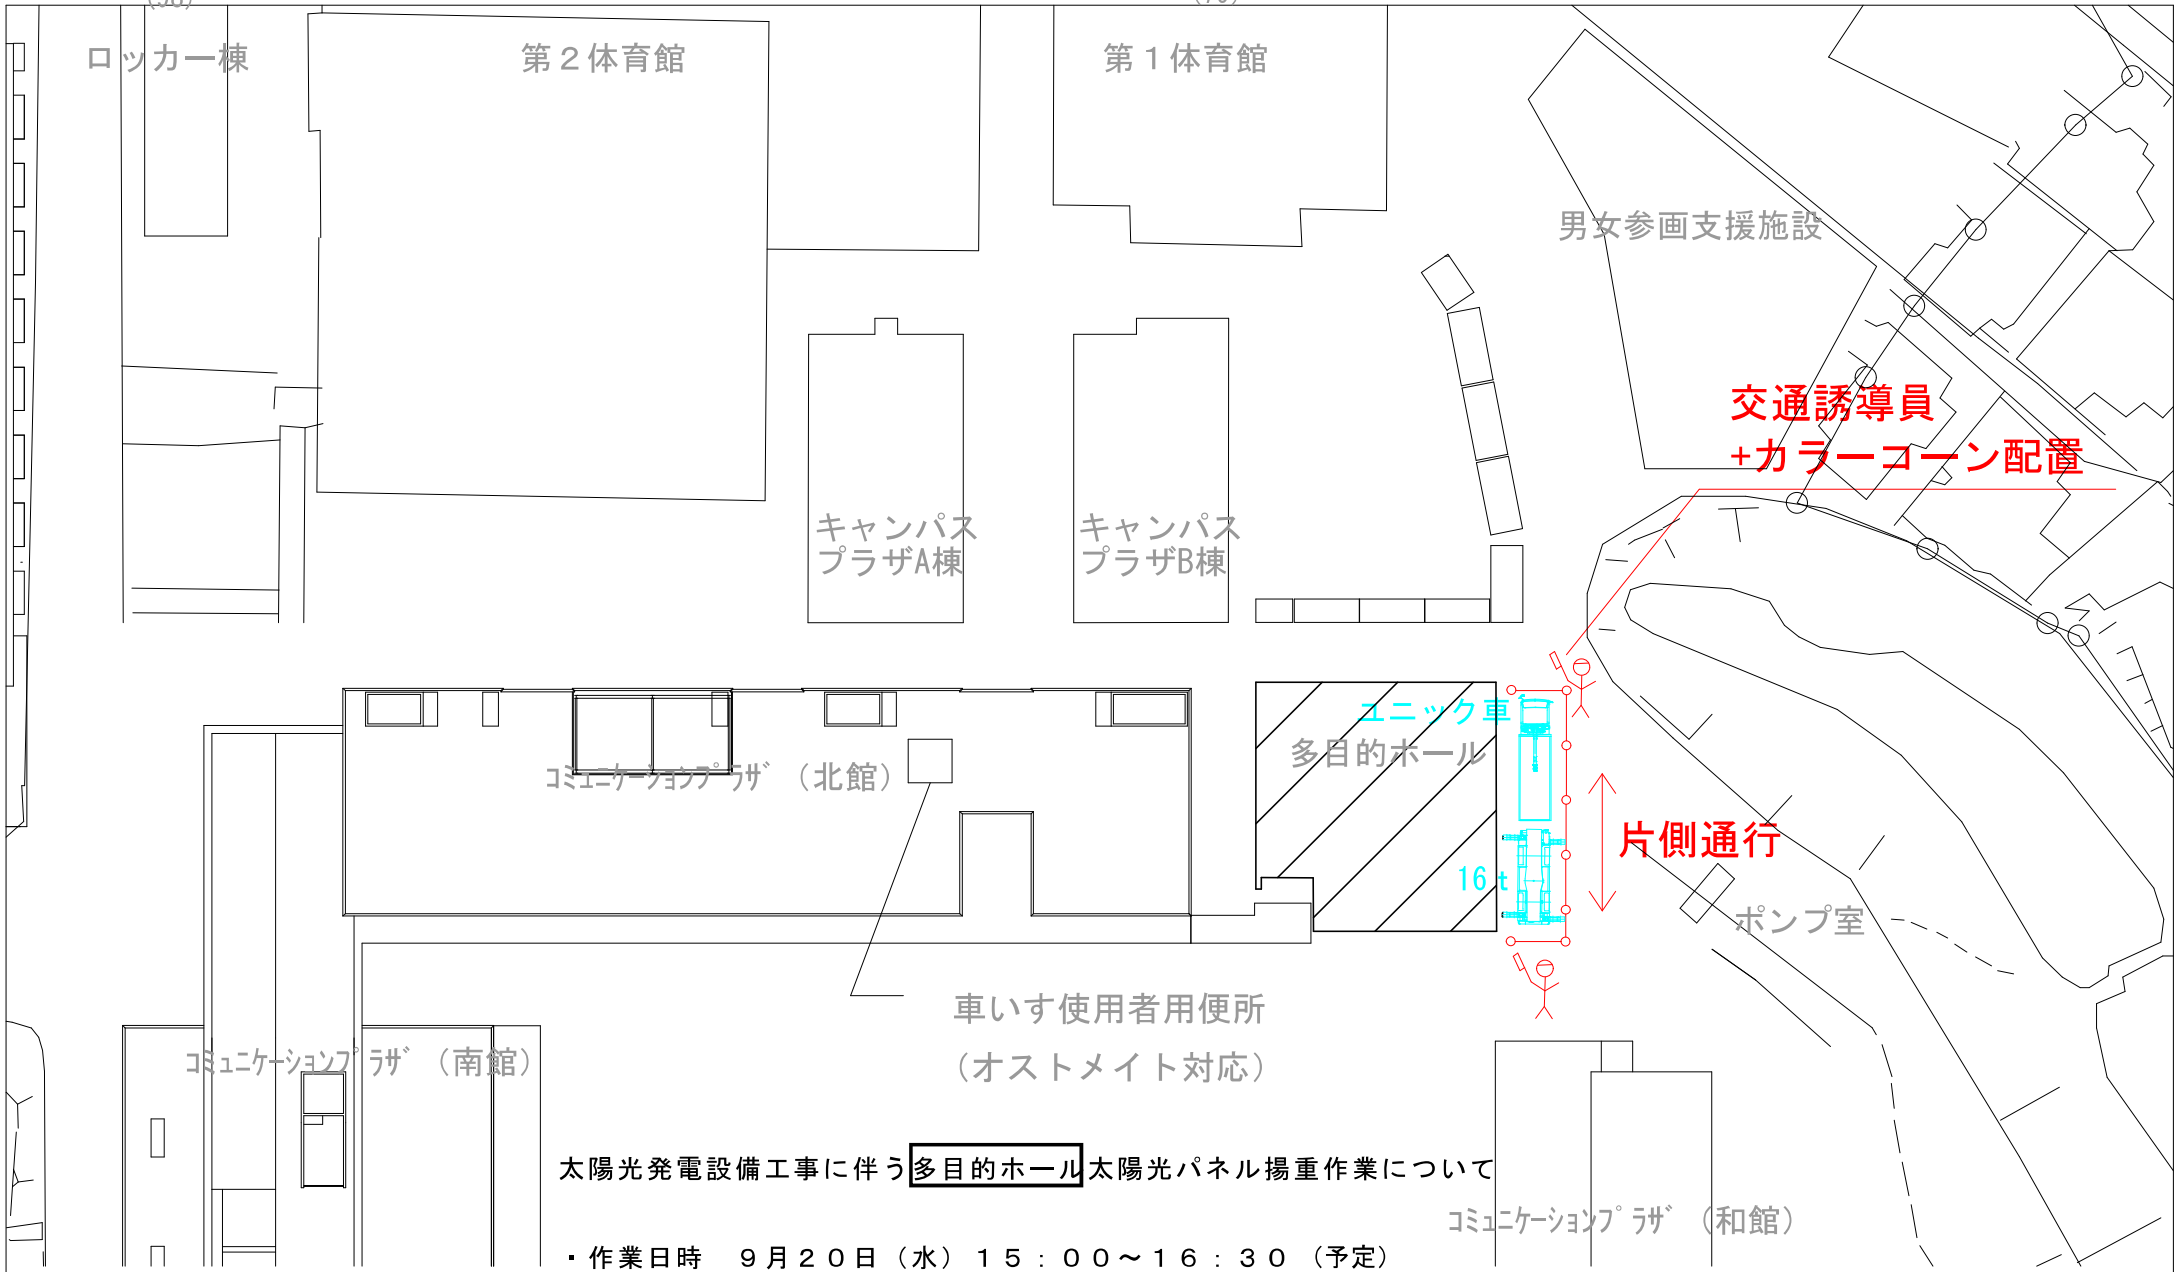 ロッカー棟
第２体育館
第１体育館
男女参画支援施設
交通誘導員
+カラーコーン配置
キャンパス
プラザA棟
キャンパス
プラザB棟
ユニック車
多目的ホール
ｺﾐｭﾆｹｰｼｮﾝﾌﾟﾗｻﾞ（北館）
片側通行
16t
ポンプ室
車いす使用者用便所
（オストメイト対応）
ｺﾐｭﾆｹｰｼｮﾝﾌﾟﾗｻﾞ（南館）
太陽光発電設備工事に伴う多目的ホール太陽光パネル揚重作業について
ｺﾐｭﾆｹｰｼｮﾝﾌﾟﾗｻﾞ（和館）
・作業日時　９月２０日（水）１５：００～１６：３０（予定）